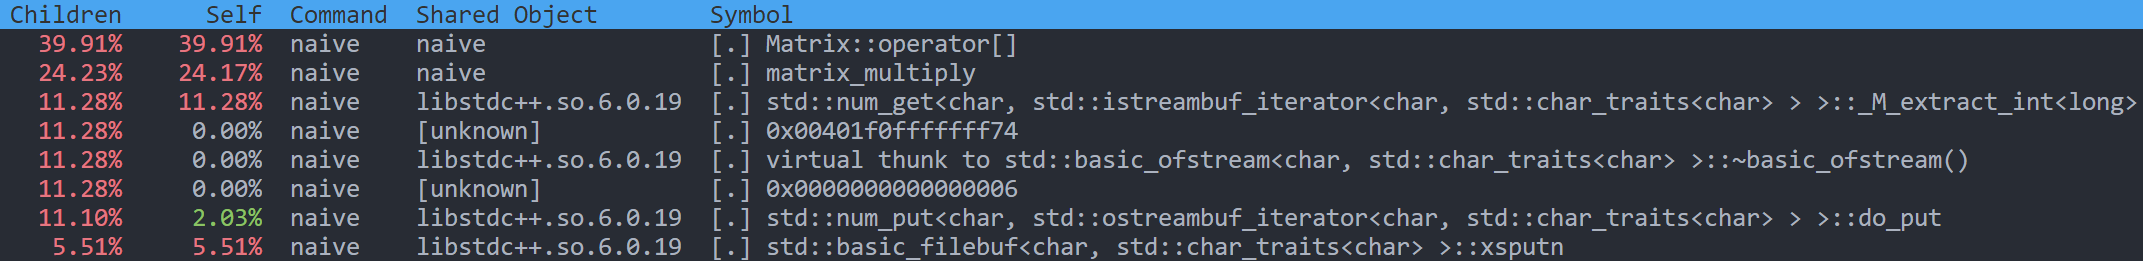 Children Self Command Shared Object Symbol
39.91% 39.91% naive naive [.] Matrix::operator[]
24.23% 24.17% naive naive [.] matrix_multiply
11.28% 11.28% naive libstdc++.so.6.0.19 [.] std::num_get<char, std::istreambuf_iterator<char, std::char_traits<char> > >::_M_extract_int<long>
11.28% 0.00% naive [unknown] [.] 0x00401f0fffffff74
11.28% 0.00% naive libstdc++.so.6.0.19 [.] virtual thunk to std::basic_ofstream<char, std::char_traits<char> >::~basic_ofstream()
11.28% 0.00% naive [unknown] [.] 0x0000000000000006
11.10% 2.03% naive libstdc++.so.6.0.19 [.] std::num_put<char, std::ostreambuf_iterator<char, std::char_traits<char> > >::do_put
5.51% 5.51% naive libstdc++.so.6.0.19 [.] std::basic_filebuf<char, std::char_traits<char> >::xsputn